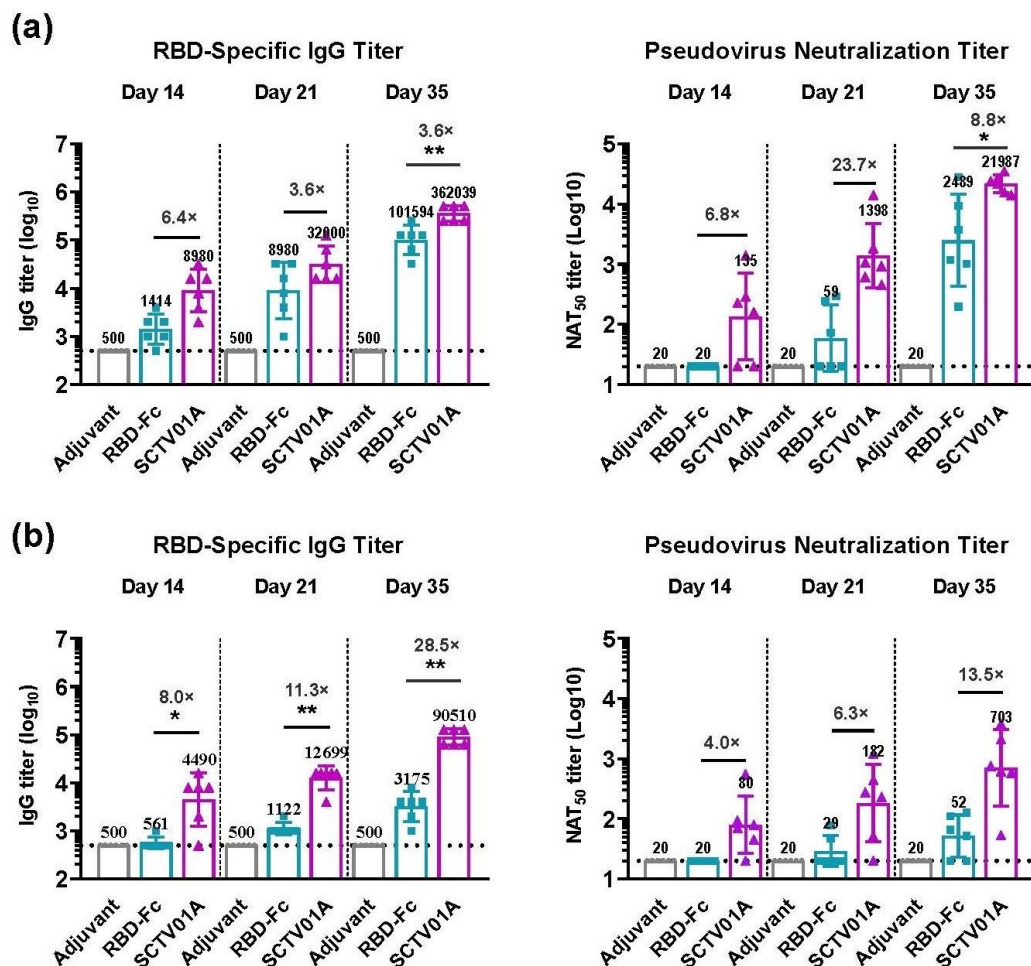 (a)
RBD-Specific IgG Titer
Day 14 Day 21 Day 35
IgG titer (log10)
7
6
5
4
3
2
6.4×
3.6×
3.6×
**
500 1414 8980
500 8980 32000
500 101594 362039
Adjuvant RBD-Fc SCTV01A Adjuvant RBD-Fc SCTV01A Adjuvant RBD-Fc SCTV01A
Pseudovirus Neutralization Titer
Day 14 Day 21 Day 35
NAT50 titer (Log10)
5
4
3
2
1
6.8×
23.7×
8.8×
*
20 20 135
20 59 1398
20 2489 21987
Adjuvant RBD-Fc SCTV01A Adjuvant RBD-Fc SCTV01A Adjuvant RBD-Fc SCTV01A
(b)
RBD-Specific IgG Titer
Day 14 Day 21 Day 35
IgG titer (log10)
7
6
5
4
3
2
8.0×
*
11.3×
**
28.5×
**
500 561 4490
500 1122 12699
500 3175 90510
Adjuvant RBD-Fc SCTV01A Adjuvant RBD-Fc SCTV01A Adjuvant RBD-Fc SCTV01A
Pseudovirus Neutralization Titer
Day 14 Day 21 Day 35
NAT50 titer (Log10)
5
4
3
2
1
4.0×
6.3×
13.5×
20 20 80
20 29 182
20 52 703
Adjuvant RBD-Fc SCTV01A Adjuvant RBD-Fc SCTV01A Adjuvant RBD-Fc SCTV01A